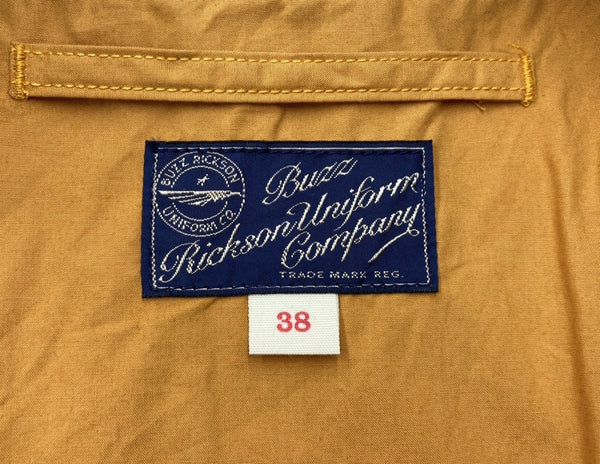 BUZZ RICKSON
UNIFORM CO.
Buzz
Rickson Uniform
Company
TRADE MARK REG.
38